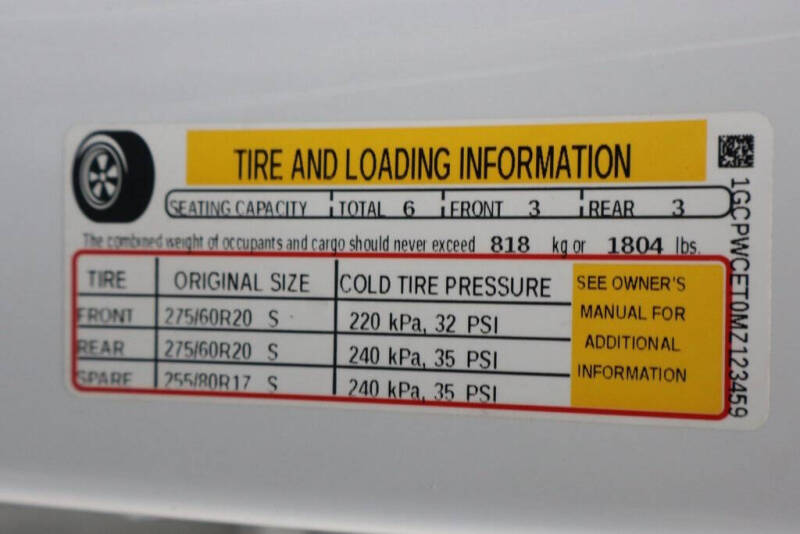 TIRE AND LOADING INFORMATION
SEATING CAPACITY TOTAL 6 FRONT 3 REAR 3
The combined weight of occupants and cargo should never exceed 818 kg or 1804 lbs.
TIRE ORIGINAL SIZE COLD TIRE PRESSURE
FRONT 275/60R20 S 220 kPa, 32 PSI
REAR 275/60R20 S 240 kPa, 35 PSI
SPARE 255/80R17 S 240 kPa, 35 PSI
SEE OWNER'S
MANUAL FOR
ADDITIONAL
INFORMATION
1GCPWCET0MZ123459